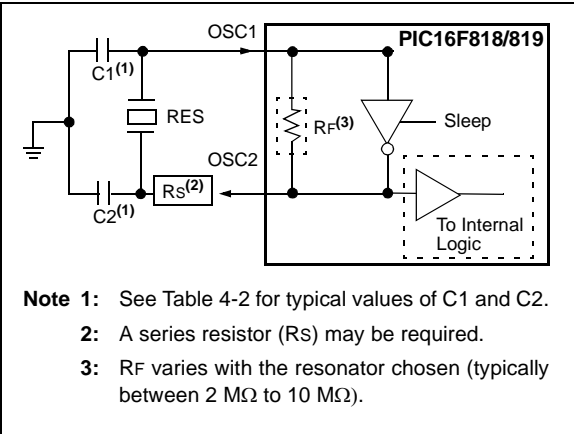 OSC1
PIC16F818/819
C1(1)
RES
RF(3)
Sleep
OSC2
C2(1)
RS(2)
To Internal
Logic
Note 1: See Table 4-2 for typical values of C1 and C2.
2: A series resistor (RS) may be required.
3: RF varies with the resonator chosen (typically
between 2 MΩ to 10 MΩ).